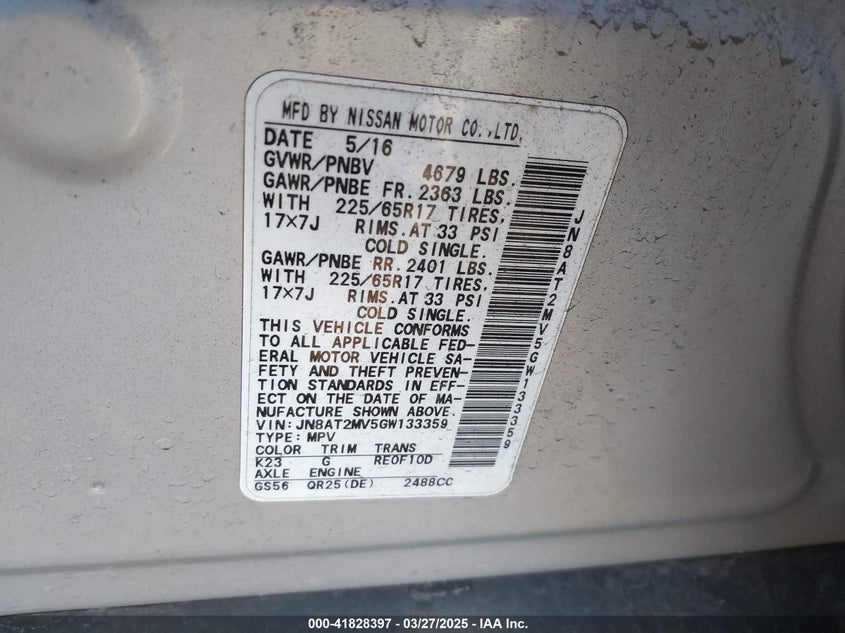 MFD BY NISSAN MOTOR CO.,LTD.
DATE 5/16
GVWR/PNBV 4679 LBS.
GAWR/PNBE FR. 2363 LBS.
WITH 225/65R17 TIRES,
17×7J RIMS. AT 33 PSI
COLD SINGLE.
GAWR/PNBE RR. 2401 LBS.
WITH 225/65R17 TIRES,
17×7J RIMS. AT 33 PSI
COLD SINGLE.
THIS VEHICLE CONFORMS
TO ALL APPLICABLE FED-
ERAL MOTOR VEHICLE SA-
FETY AND THEFT PREVEN-
TION STANDARDS IN EFF-
ECT ON THE DATE OF MA-
NUFACTURE SHOWN ABOVE.
VIN: JN8AT2MV5GW133359
TYPE: MPV
COLOR TRIM TRANS
K23 G RE0F10D
AXLE ENGINE
GS56 QR25(DE) 2488CC
JN8AT2MV5GW133359
000-41828397 - 03/27/2025 - IAA Inc.